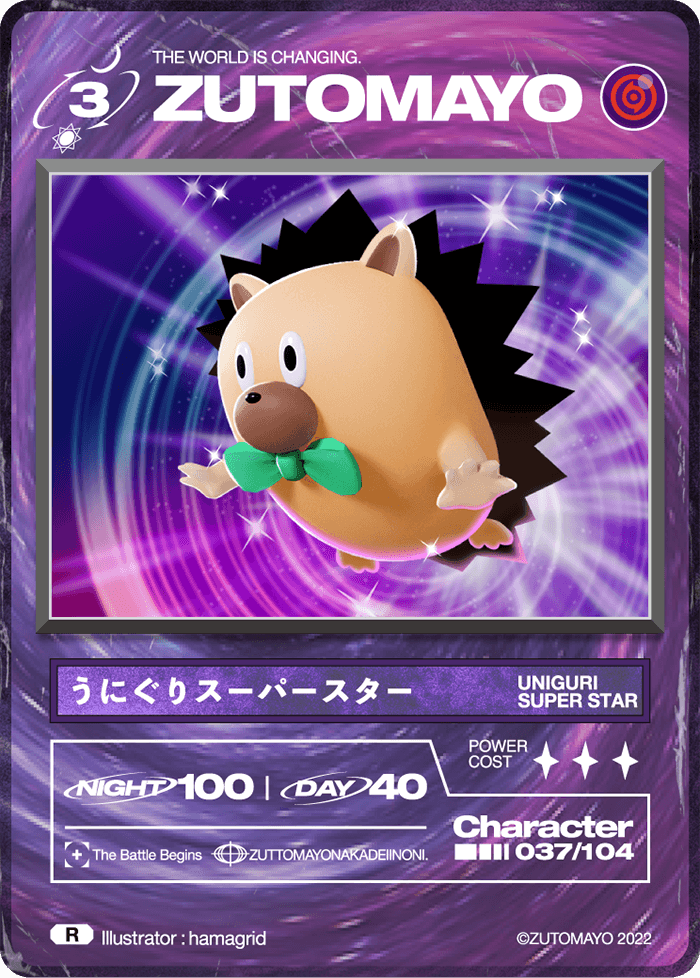 THE WORLD IS CHANGING.
3 ZUTOMAYO
うにぐりスーパースター
UNIGURI
SUPER STAR
POWER
COST
NIGHT 100 | DAY 40
Character
037/104
The Battle Begins ZUTTOMAYONAKADEIINONI.
R Illustrator : hamagrid
©ZUTOMAYO 2022